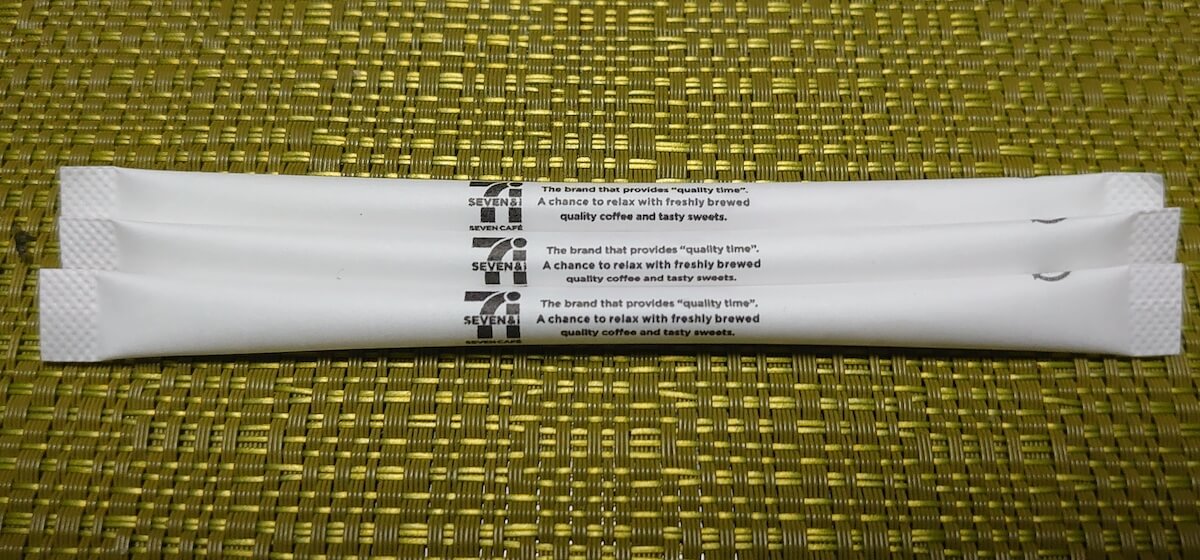 7i
SEVEN&i
SEVEN CAFÉ
The brand that provides “quality time”.
A chance to relax with freshly brewed
quality coffee and tasty sweets.
7i
SEVEN&i
The brand that provides “quality time”.
A chance to relax with freshly brewed
quality coffee and tasty sweets.
7i
SEVEN&i
SEVEN CAFÉ
The brand that provides “quality time”.
A chance to relax with freshly brewed
quality coffee and tasty sweets.